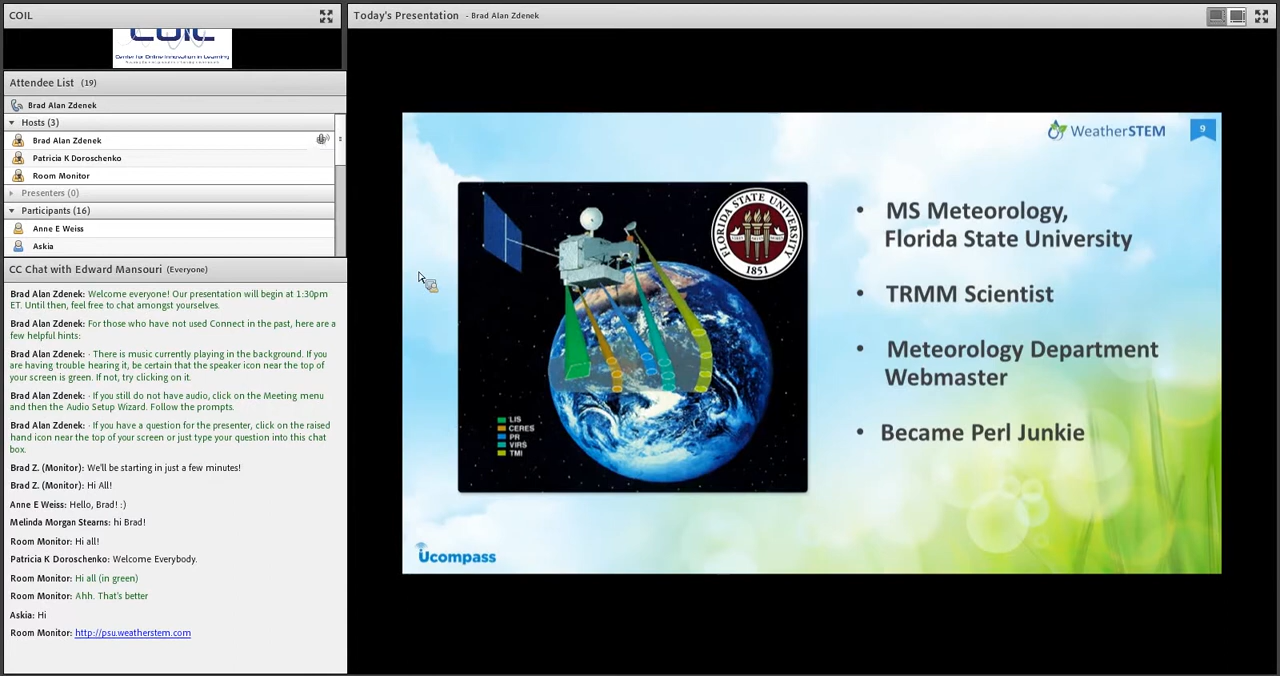 COIL
COIL
Center for Online Innovation in Learning
Attendee List (19)
Brad Alan Zdenek
Hosts (3)
Brad Alan Zdenek
Patricia K Doroschenko
Room Monitor
Presenters (0)
Participants (16)
Anne E Weiss
Askia
CC Chat with Edward Mansouri (Everyone)
Brad Alan Zdenek: Welcome everyone! Our presentation will begin at 1:30pm
ET. Until then, feel free to chat amongst yourselves.
Brad Alan Zdenek: For those who have not used Connect in the past, here are a
few helpful hints:
Brad Alan Zdenek: · There is music currently playing in the background. If you
are having trouble hearing it, be certain that the speaker icon near the top of
your screen is green. If not, try clicking on it.
Brad Alan Zdenek: · If you still do not have audio, click on the Meeting menu
and then the Audio Setup Wizard. Follow the prompts.
Brad Alan Zdenek: · If you have a question for the presenter, click on the raised
hand icon near the top of your screen or just type your question into this chat
box.
Brad Z. (Monitor): We'll be starting in just a few minutes!
Brad Z. (Monitor): Hi All!
Anne E Weiss: Hello, Brad! :)
Melinda Morgan Stearns: hi Brad!
Room Monitor: Hi all!
Patricia K Doroschenko: Welcome Everybody.
Room Monitor: Hi all (in green)
Room Monitor: Ahh. That's better
Askia: Hi
Room Monitor: http://psu.weatherstem.com
Today's Presentation - Brad Alan Zdenek
WeatherSTEM
9
FLORIDA STATE UNIVERSITY
1851
LIS
CERES
PR
VIRS
TMI
• MS Meteorology,
Florida State University
• TRMM Scientist
• Meteorology Department
Webmaster
• Became Perl Junkie
Ucompass